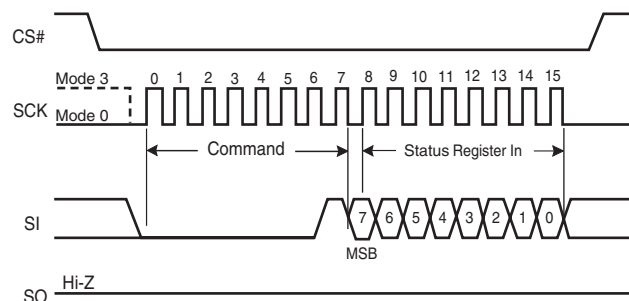 CS#
Mode 3 0 1 2 3 4 5 6 7 8 9 10 11 12 13 14 15
SCK
Mode 0
Command Status Register In
SI 7 6 5 4 3 2 1 0
MSB
Hi-Z
SO